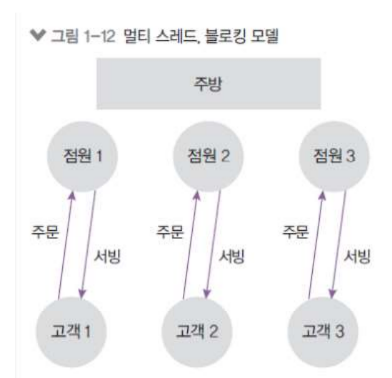 그림 1-12 멀티 스레드, 블로킹 모델
주방
점원 1 점원 2 점원 3
주문 주문 주문
서빙 서빙 서빙
고객 1 고객 2 고객 3